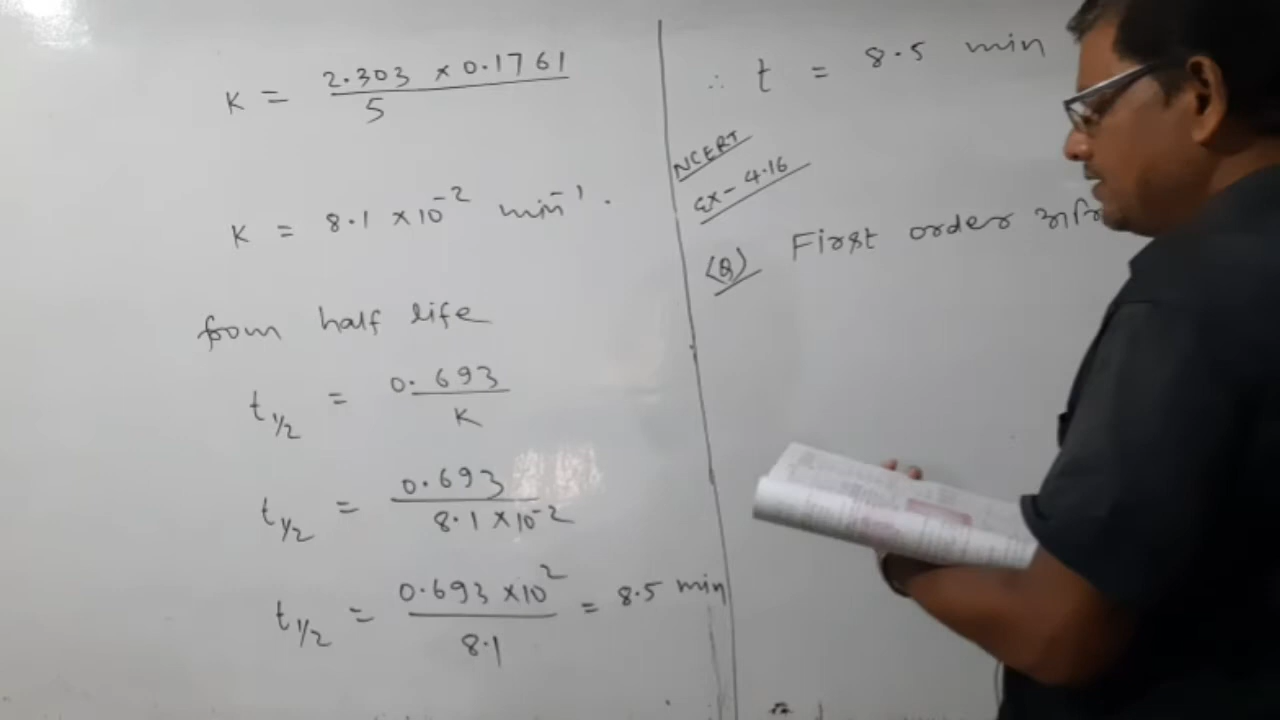 K = 2.303 × 0.1761 / 5
K = 8.1 × 10⁻² min⁻¹.
from half life
t1/2 = 0.693 / K
t1/2 = 0.693 / 8.1 × 10⁻²
t1/2 = 0.693 × 10² / 8.1 = 8.5 min
∴ t = 8.5 min
NCERT
Ex - 4.16
(Q) First order